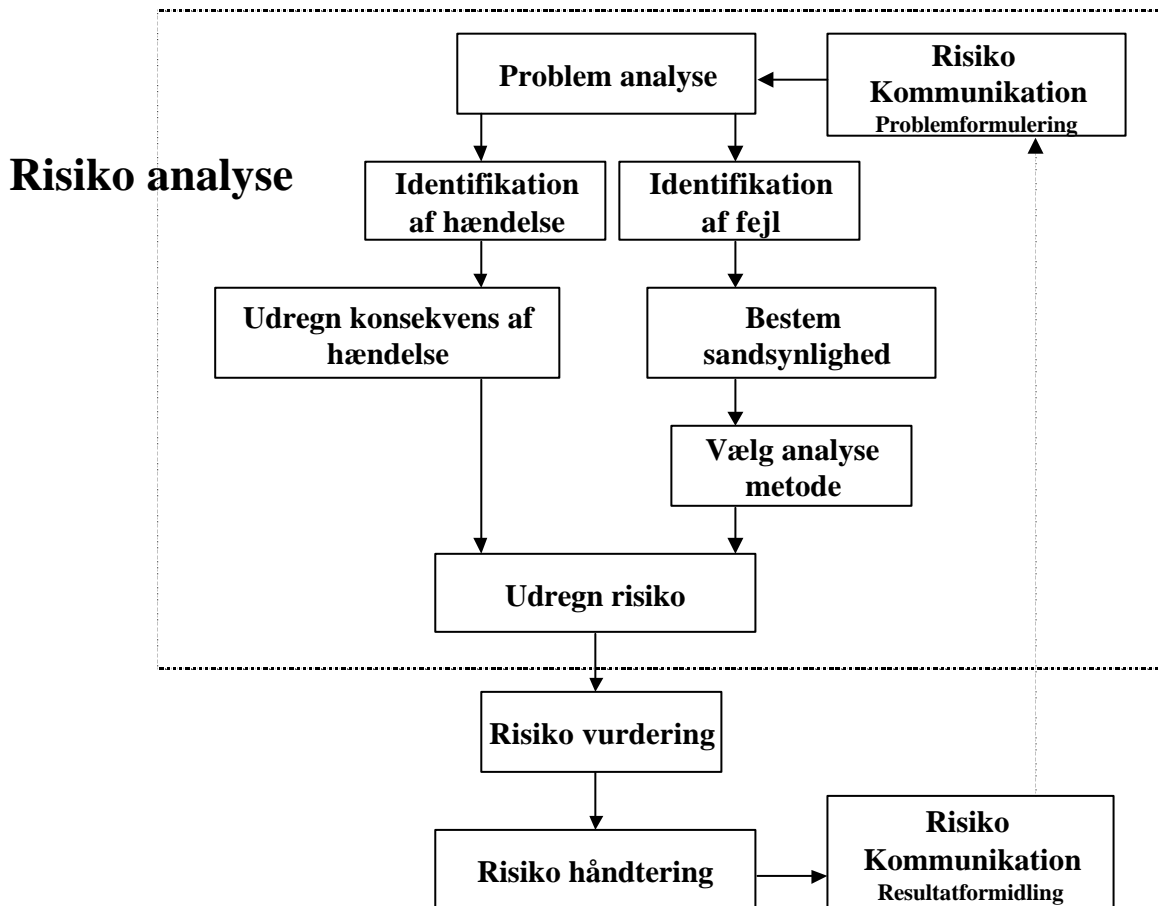 Problem analyse
Risiko
Kommunikation
Problemformulering
Risiko analyse
Identifikation
af hændelse
Identifikation
af fejl
Udregn konsekvens af
hændelse
Bestem
sandsynlighed
Vælg analyse
metode
Udregn risiko
Risiko vurdering
Risiko håndtering
Risiko
Kommunikation
Resultatformidling